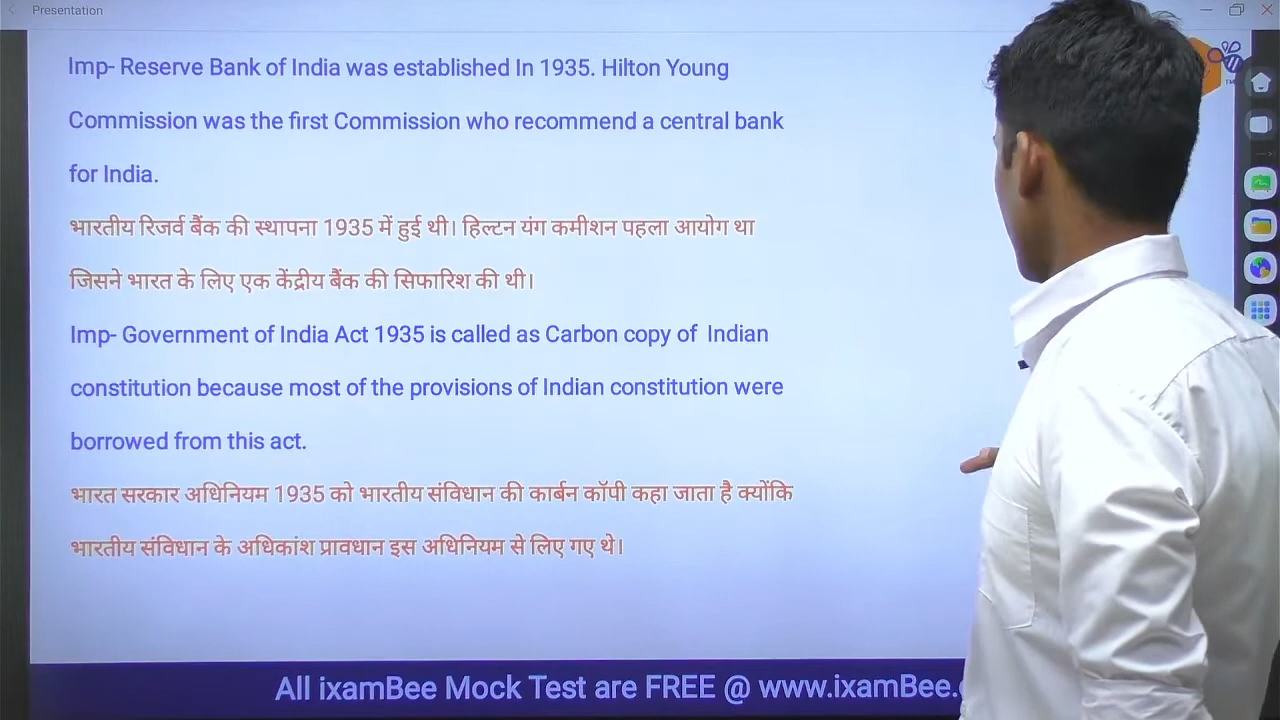 Presentation
Imp- Reserve Bank of India was established In 1935. Hilton Young
Commission was the first Commission who recommend a central bank
for India.
भारतीय रिजर्व बैंक की स्थापना 1935 में हुई थी। हिल्टन यंग कमीशन पहला आयोग था
जिसने भारत के लिए एक केंद्रीय बैंक की सिफारिश की थी।
Imp- Government of India Act 1935 is called as Carbon copy of Indian
constitution because most of the provisions of Indian constitution were
borrowed from this act.
भारत सरकार अधिनियम 1935 को भारतीय संविधान की कार्बन कॉपी कहा जाता है क्योंकि
भारतीय संविधान के अधिकांश प्रावधान इस अधिनियम से लिए गए थे।
All ixamBee Mock Test are FREE @ www.ixamBee.